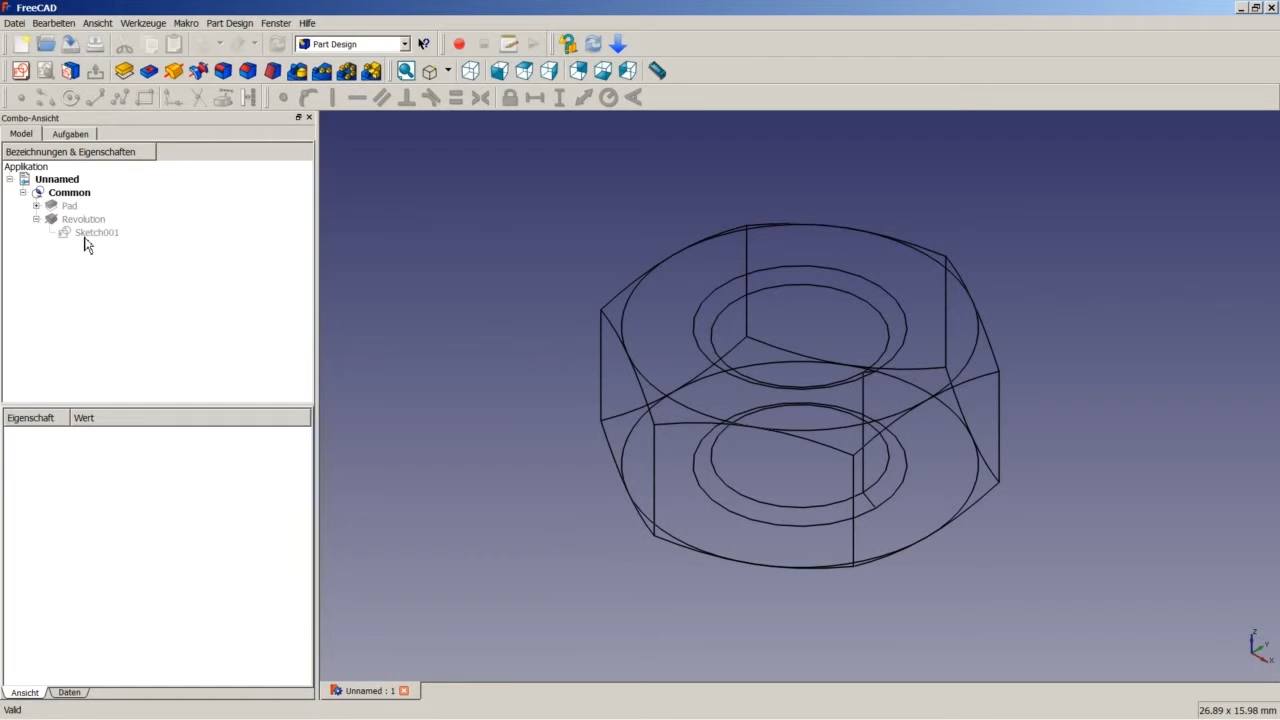 FreeCAD
Datei Bearbeiten Ansicht Werkzeuge Makro Part Design Fenster Hilfe
Part Design
Combo-Ansicht
Model Aufgaben
Bezeichnungen & Eigenschaften
Applikation
Unnamed
Common
Pad
Revolution
Sketch001
Eigenschaft Wert
Z
Y
X
Ansicht Daten
Unnamed : 1
Valid
26.89 x 15.98 mm